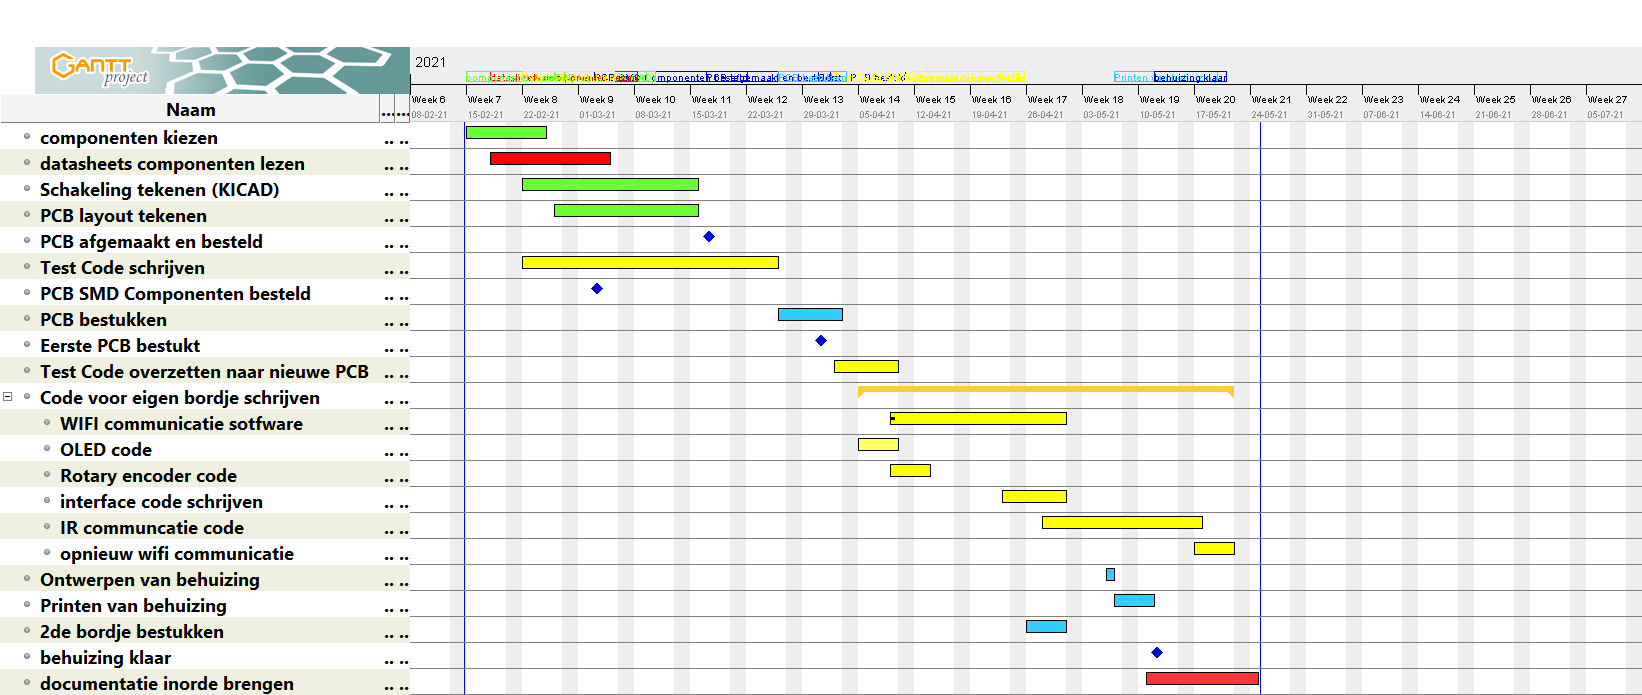 GANTT
project
2021
Naam
... ...
Week 6 Week 7 Week 8 Week 9 Week 10 Week 11 Week 12 Week 13 Week 14 Week 15 Week 16 Week 17 Week 18 Week 19 Week 20 Week 21 Week 22 Week 23 Week 24 Week 25 Week 26 Week 27
08-02-21 15-02-21 22-02-21 01-03-21 08-03-21 15-03-21 22-03-21 29-03-21 05-04-21 12-04-21 19-04-21 26-04-21 03-05-21 10-05-21 17-05-21 24-05-21 31-05-21 07-06-21 14-06-21 21-06-21 28-06-21 05-07-21
behuizing klaar
componenten kiezen .. ..
datasheets componenten lezen .. ..
Schakeling tekenen (KICAD) .. ..
PCB layout tekenen .. ..
PCB afgemaakt en besteld .. ..
Test Code schrijven .. ..
PCB SMD Componenten besteld .. ..
PCB bestukken .. ..
Eerste PCB bestukt .. ..
Test Code overzetten naar nieuwe PCB .. ..
Code voor eigen bordje schrijven .. ..
WIFI communicatie sotfware .. ..
OLED code .. ..
Rotary encoder code .. ..
interface code schrijven .. ..
IR communcatie code .. ..
opnieuw wifi communicatie .. ..
Ontwerpen van behuizing .. ..
Printen van behuizing .. ..
2de bordje bestukken .. ..
behuizing klaar .. ..
documentatie inorde brengen .. ..